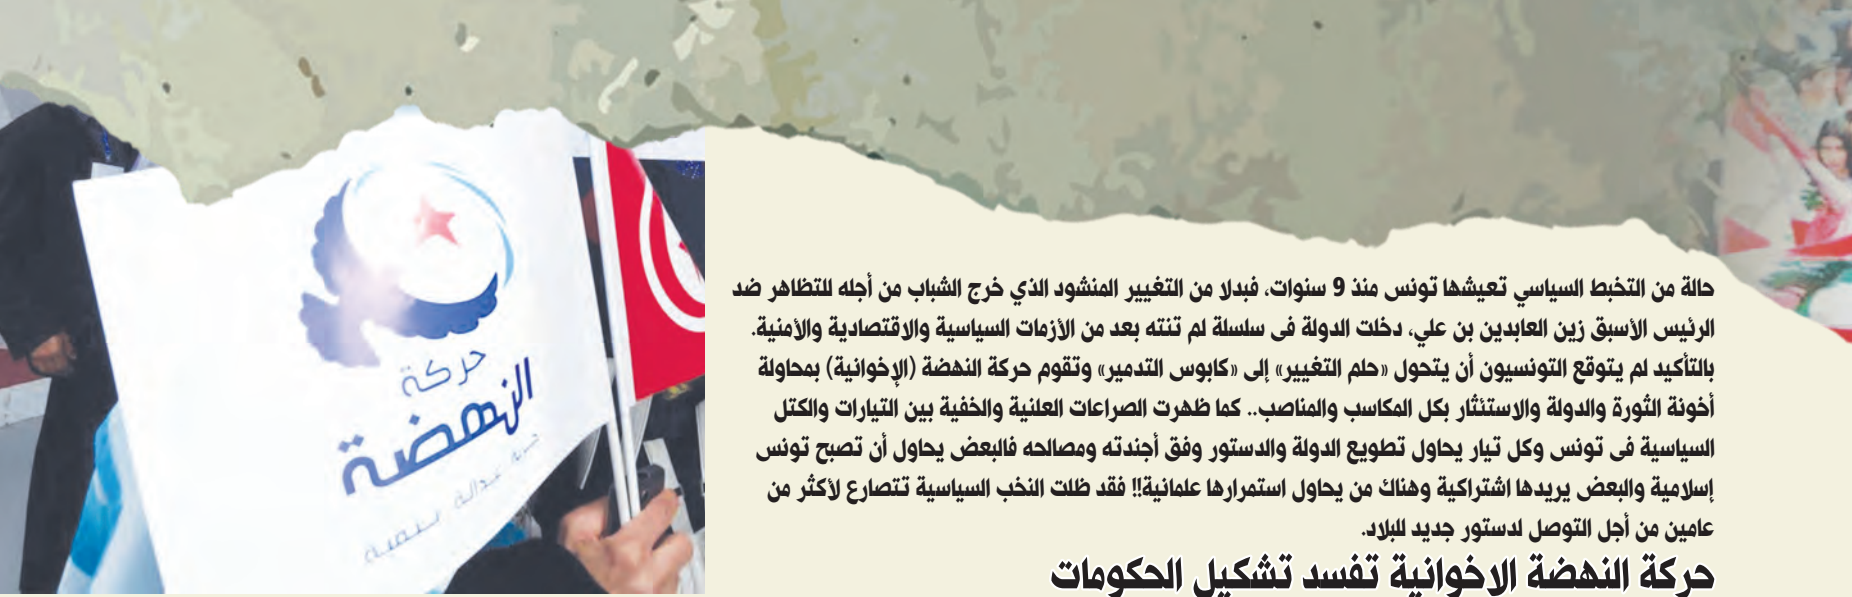 حالة من التخبط السياسي تعيشها تونس منذ 9 سنوات، فبدلا من التغيير المنشود الذي خرج الشباب من أجله للتظاهر ضد
الرئيس الأسبق زين العابدين بن علي، دخلت الدولة فى سلسلة لم تنته بعد من الأزمات السياسية والاقتصادية والأمنية.
بالتأكيد لم يتوقع التونسيون أن يتحول «حلم التغيير» إلى «كابوس التدمير» وتقوم حركة النهضة (الإخوانية) بمحاولة
أخونة الثورة والدولة والاستئثار بكل المكاسب والمناصب.. كما ظهرت الصراعات العلنية والخفية بين التيارات والكتل
السياسية فى تونس وكل تيار يحاول تطويع الدولة والدستور وفق أجندته ومصالحه فالبعض يحاول أن تصبح تونس
إسلامية والبعض يريدها اشتراكية وهناك من يحاول استمرارها علمانية!! فقد ظلت النخب السياسية تتصارع لأكثر من
عامين من أجل التوصل لدستور جديد للبلاد.
حركة النهضة الاخوانية تفسد تشكيل الحكومات
حركة
النهضة
حرية عدالة تنمية